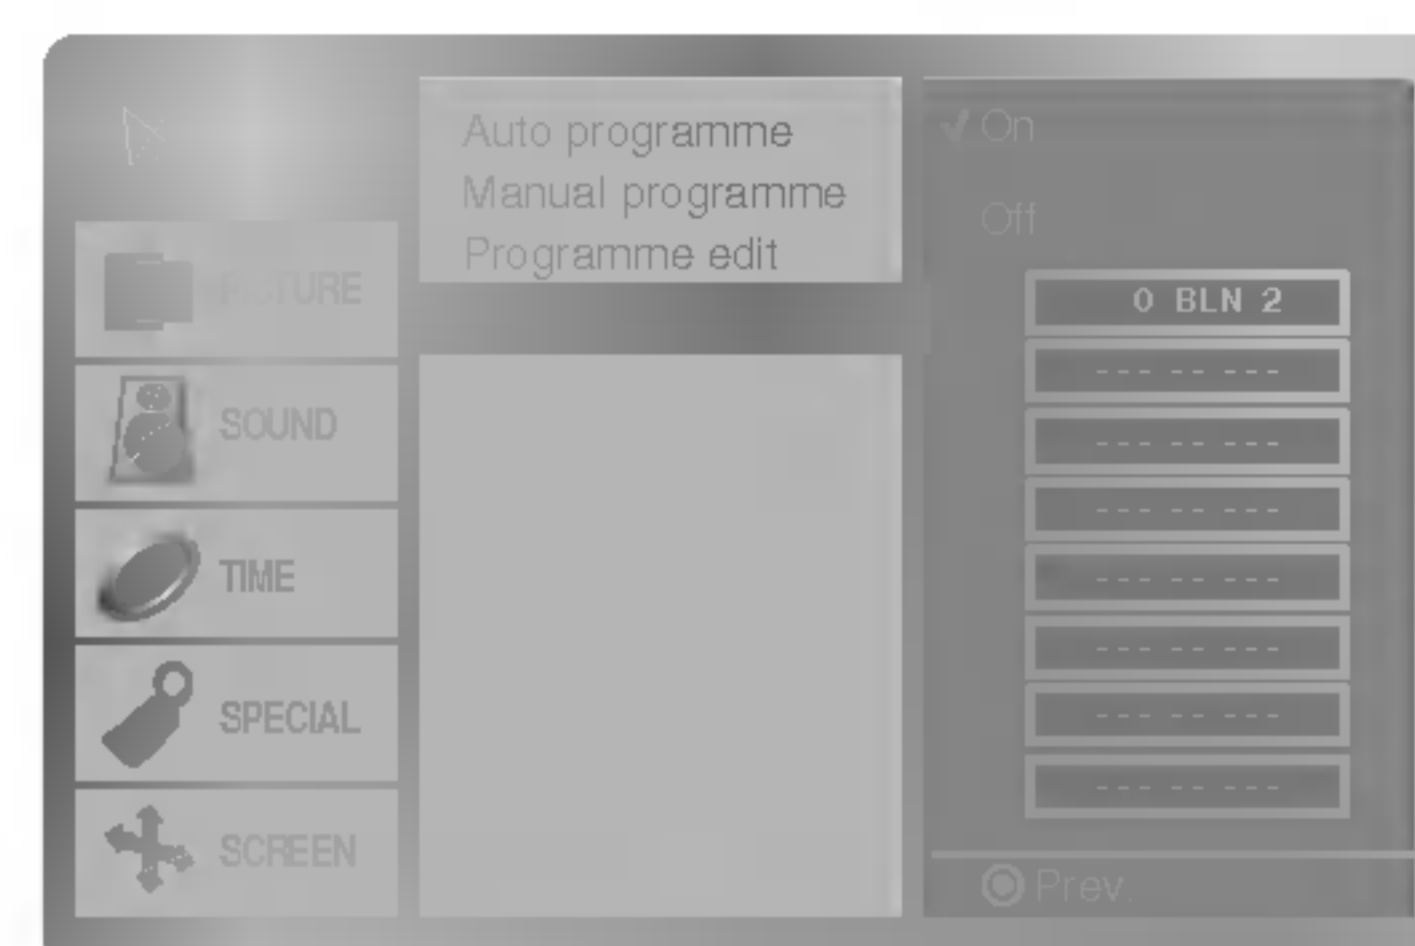 PICTURE
SOUND
TIME
SPECIAL
SCREEN
Auto programme
Manual programme
Programme edit
On
Off
0 BLN 2
--- -- ---
--- -- ---
--- -- ---
--- -- ---
--- -- ---
--- -- ---
--- -- ---
Prev.